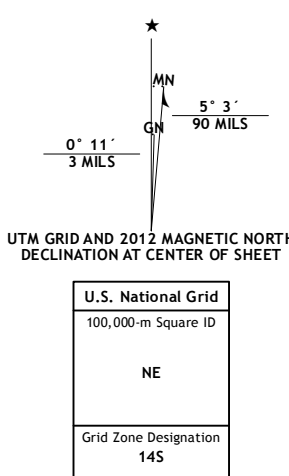 MN
GN
5° 3´
90 MILS
0° 11´
3 MILS
UTM GRID AND 2012 MAGNETIC NORTH
DECLINATION AT CENTER OF SHEET
U.S. National Grid
100,000-m Square ID
NE
Grid Zone Designation
14S